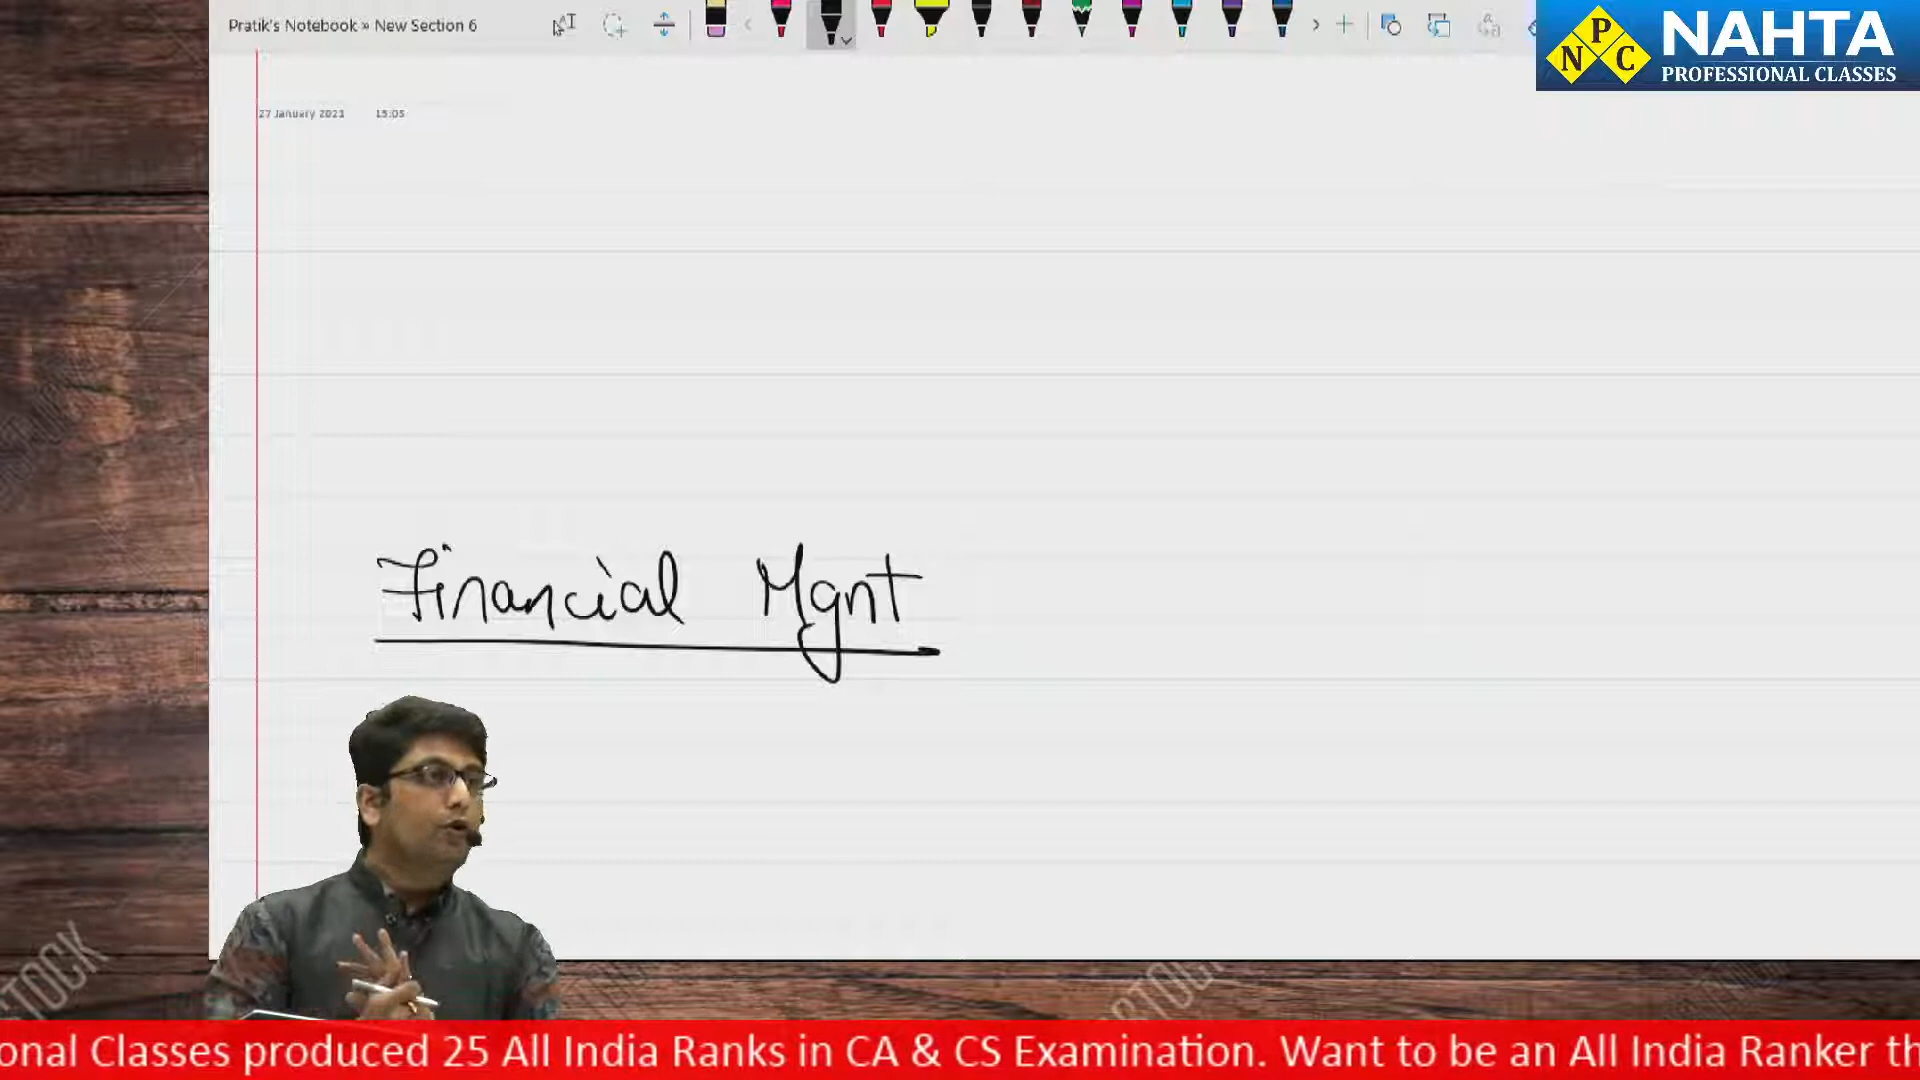 Pratik's Notebook » New Section 6
NPC
NAHTA
PROFESSIONAL CLASSES
27 January 2021 15:05
Financial Mgnt
onal Classes produced 25 All India Ranks in CA & CS Examination. Want to be an All India Ranker th